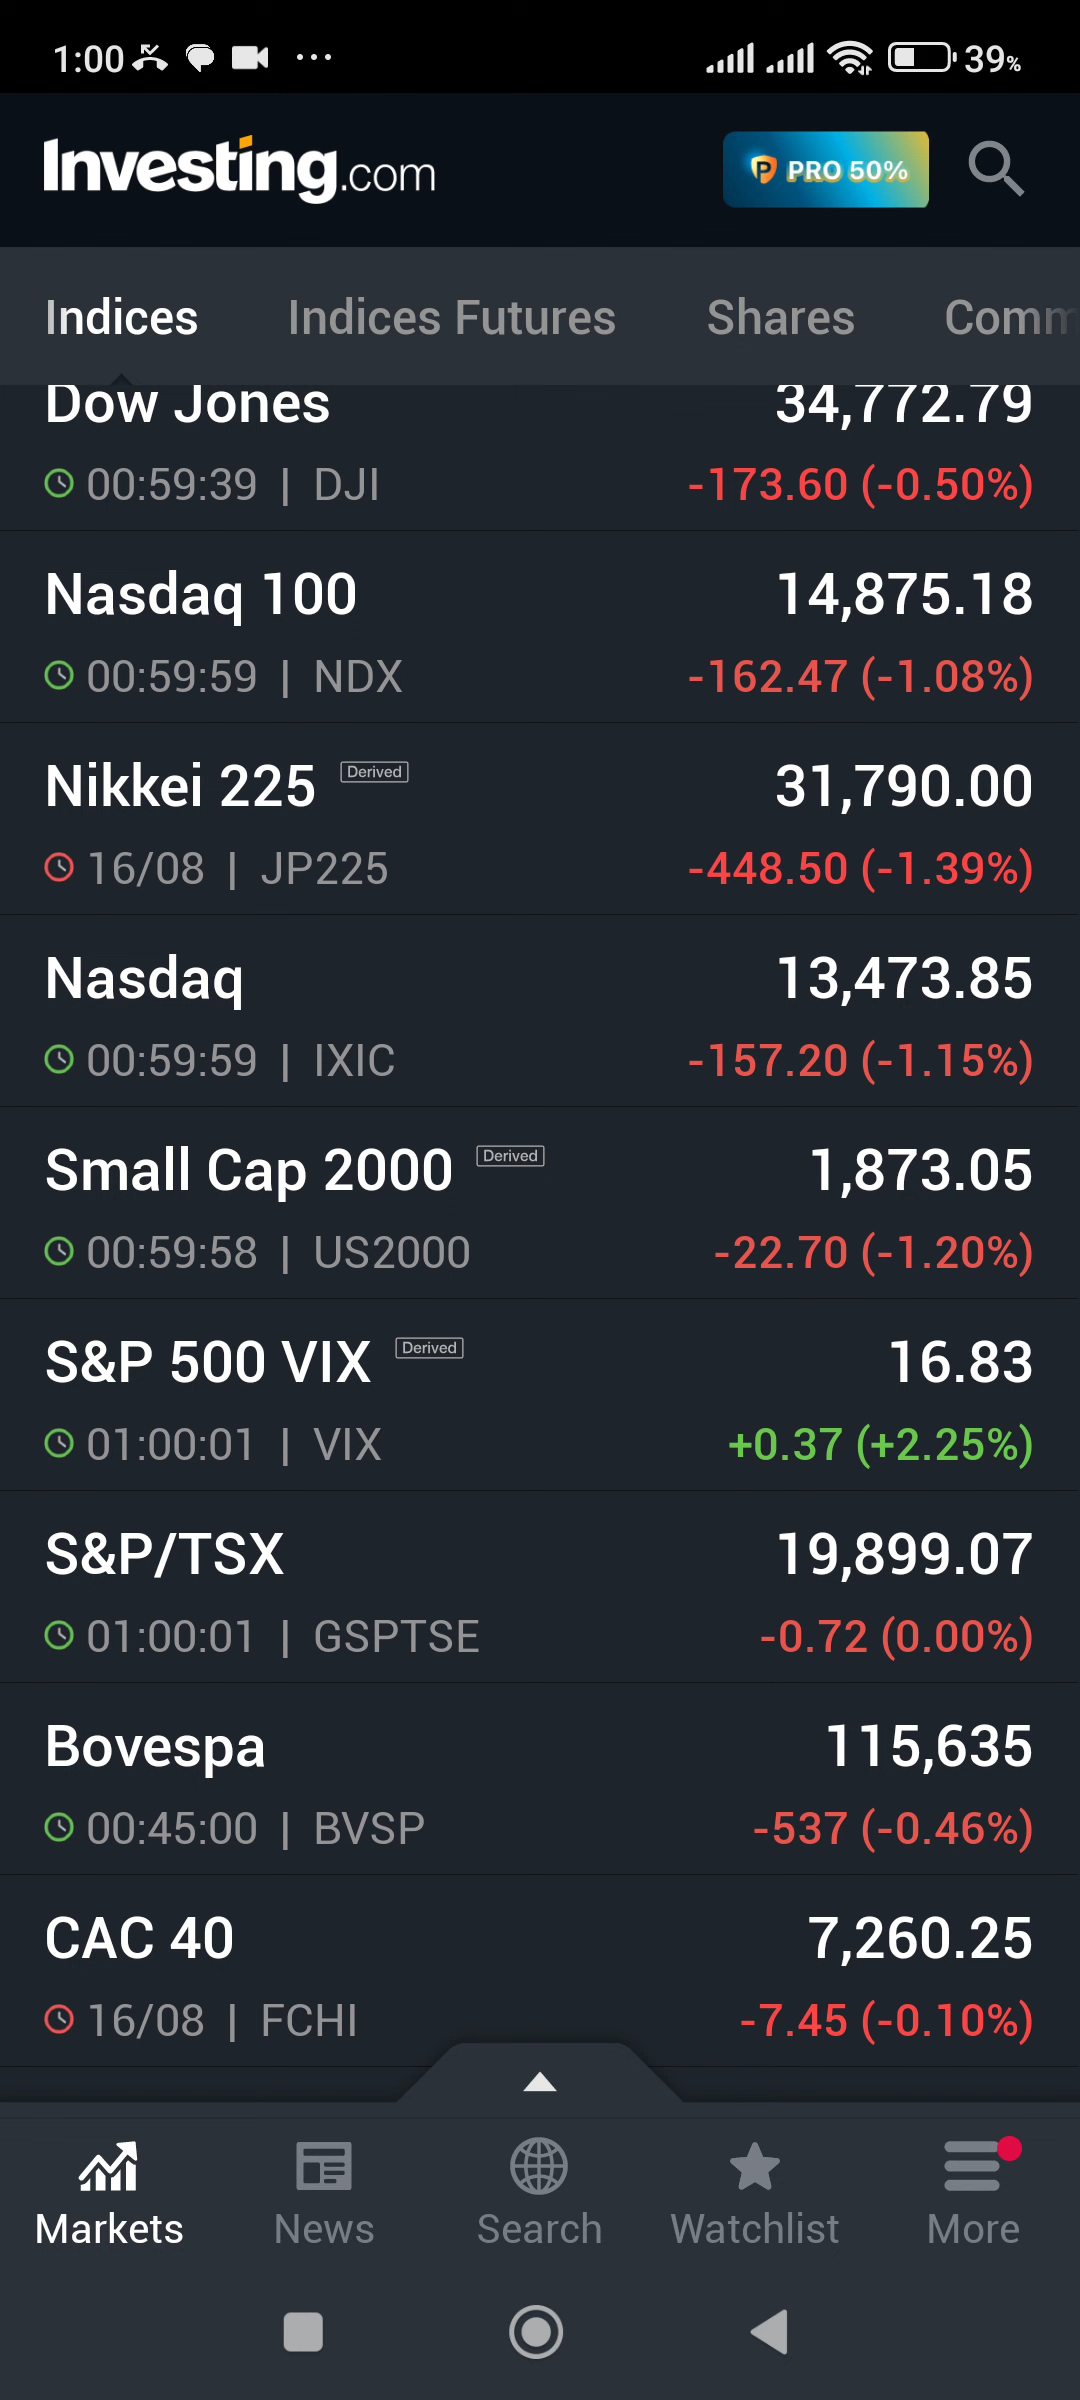 1:00 39%
Investing.com PRO 50%
Indices Indices Futures Shares Comm
Dow Jones 34,772.79
00:59:39 | DJI -173.60 (-0.50%)
Nasdaq 100 14,875.18
00:59:59 | NDX -162.47 (-1.08%)
Nikkei 225 Derived 31,790.00
16/08 | JP225 -448.50 (-1.39%)
Nasdaq 13,473.85
00:59:59 | IXIC -157.20 (-1.15%)
Small Cap 2000 Derived 1,873.05
00:59:58 | US2000 -22.70 (-1.20%)
S&P 500 VIX Derived 16.83
01:00:01 | VIX +0.37 (+2.25%)
S&P/TSX 19,899.07
01:00:01 | GSPTSE -0.72 (0.00%)
Bovespa 115,635
00:45:00 | BVSP -537 (-0.46%)
CAC 40 7,260.25
16/08 | FCHI -7.45 (-0.10%)
Markets News Search Watchlist More